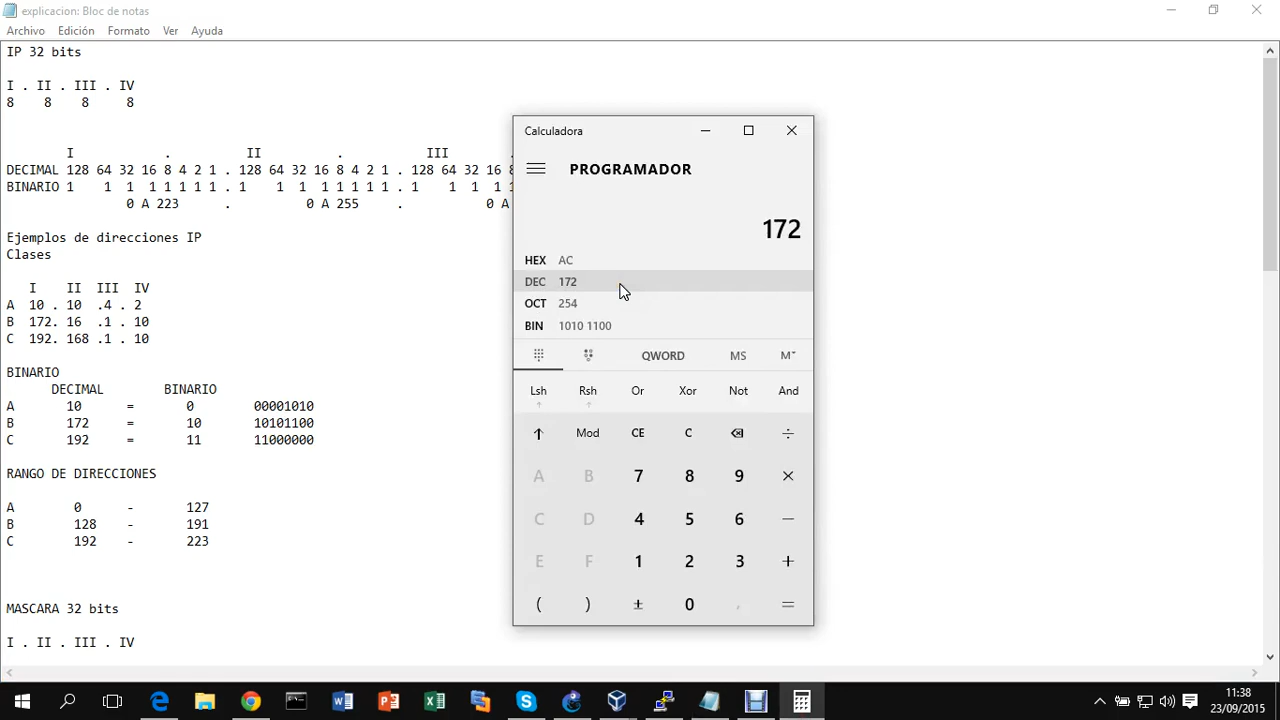 explicacion: Bloc de notas
Archivo Edición Formato Ver Ayuda
IP 32 bits
I . II . III . IV
8 8 8 8
I . II . III .
DECIMAL 128 64 32 16 8 4 2 1 . 128 64 32 16 8 4 2 1 . 128 64 32 16 8
BINARIO 1 1 1 1 1 1 1 1 . 1 1 1 1 1 1 1 1 . 1 1 1 1
0 A 223 . 0 A 255 . 0 A
Ejemplos de direcciones IP
Clases
I II III IV
A 10 . 10 .4 . 2
B 172. 16 .1 . 10
C 192. 168 .1 . 10
BINARIO
DECIMAL BINARIO
A 10 = 0 00001010
B 172 = 10 10101100
C 192 = 11 11000000
RANGO DE DIRECCIONES
A 0 - 127
B 128 - 191
C 192 - 223
MASCARA 32 bits
I . II . III . IV
Calculadora
PROGRAMADOR
172
HEX AC
DEC 172
OCT 254
BIN 1010 1100
QWORD MS M˅
Lsh Rsh Or Xor Not And
↑ Mod CE C ⌫ ÷
A B 7 8 9 ×
C D 4 5 6 −
E F 1 2 3 +
( ) ± 0 , =
11:38
23/09/2015